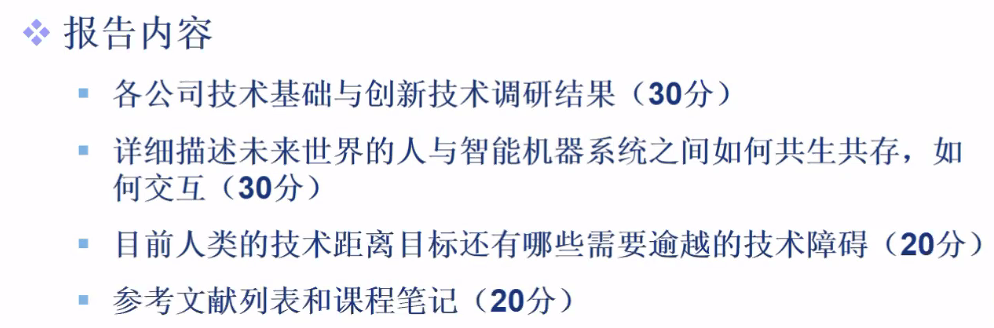 报告内容
各公司技术基础与创新技术调研结果（30分）
详细描述未来世界的人与智能机器系统之间如何共生共存，如
何交互（30分）
目前人类的技术距离目标还有哪些需要逾越的技术障碍（20分）
参考文献列表和课程笔记（20分）